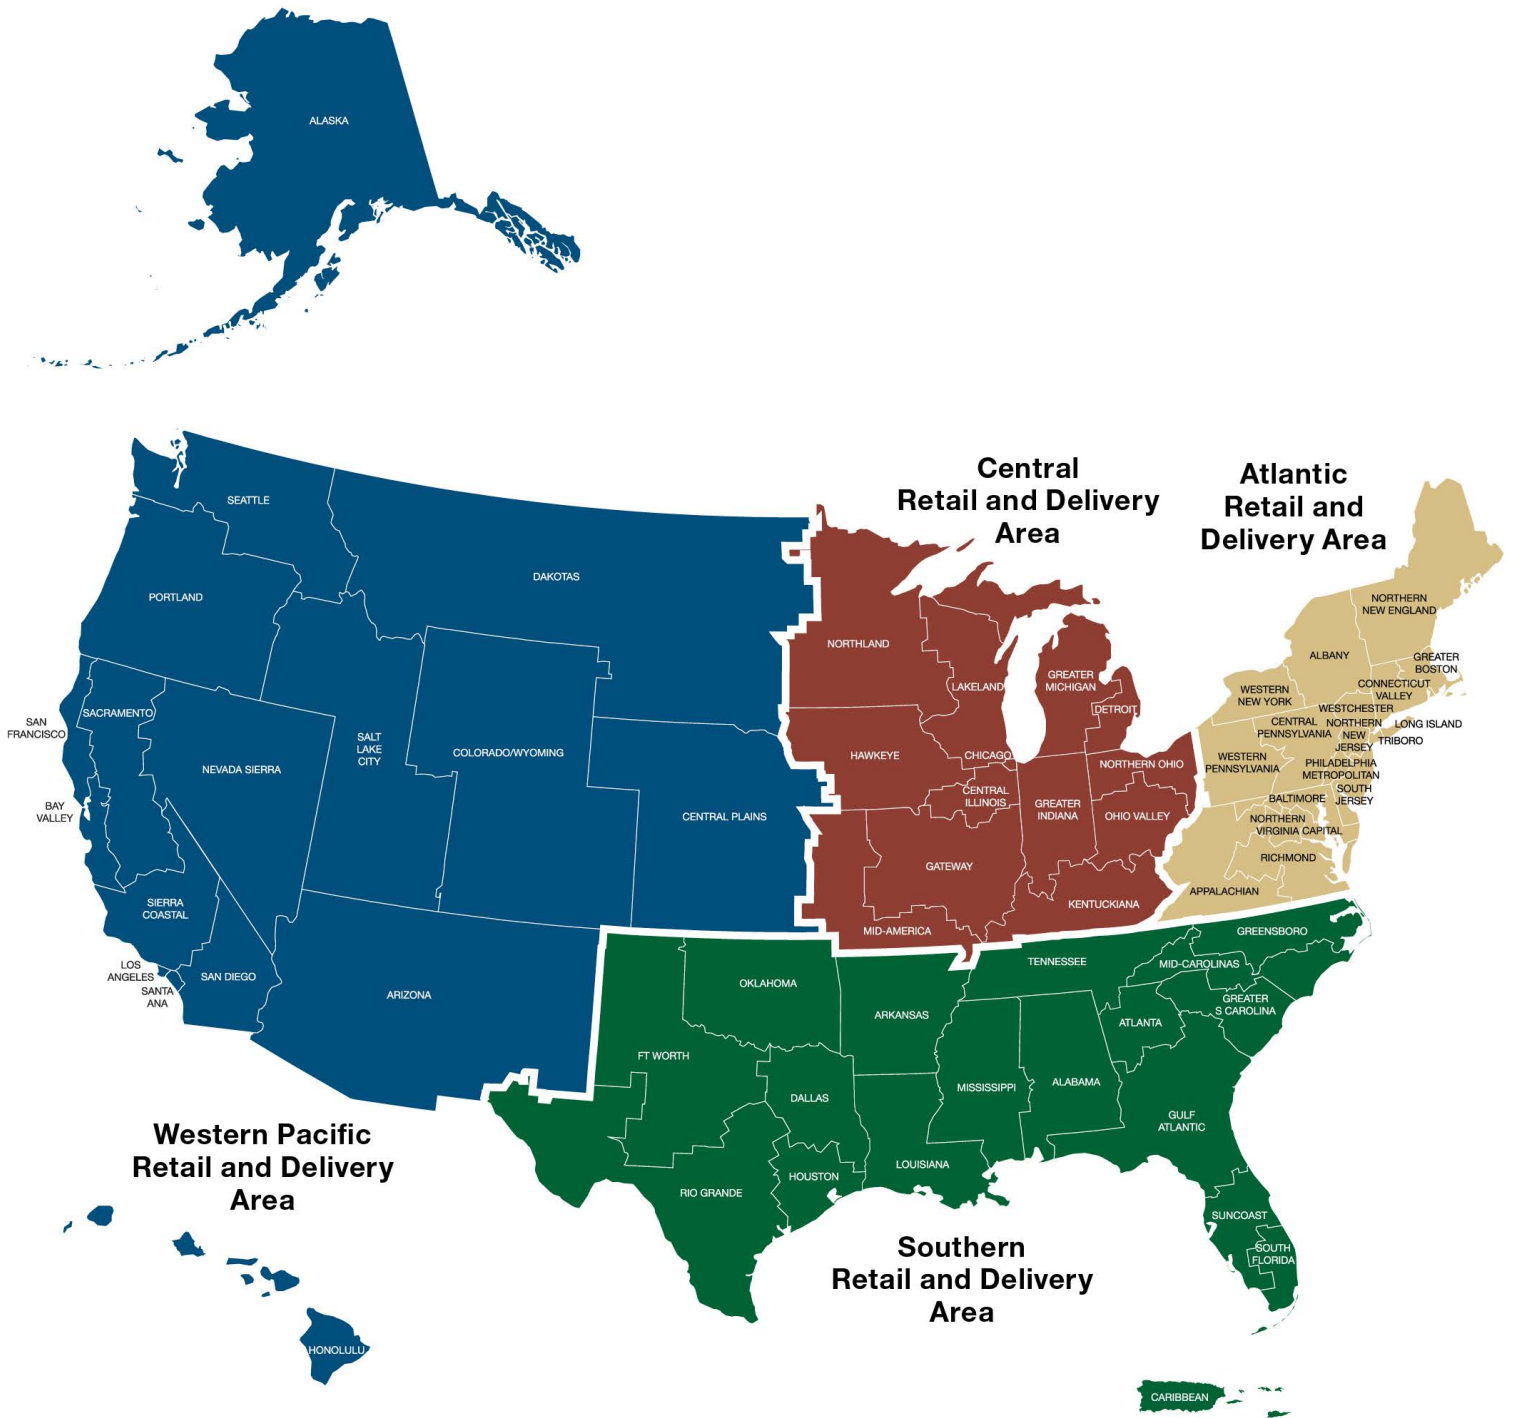 ALASKA
Central
Retail and Delivery
Area
Atlantic
Retail and
Delivery Area
SEATTLE
PORTLAND
DAKOTAS
SAN
FRANCISCO
SACRAMENTO
NEVADA SIERRA
SALT
LAKE
CITY
COLORADO/WYOMING
CENTRAL PLAINS
BAY
VALLEY
SIERRA
COASTAL
LOS
ANGELES
SANTA
ANA
SAN DIEGO
ARIZONA
NORTHLAND
LAKELAND
GREATER
MICHIGAN
DETROIT
HAWKEYE
CHICAGO
NORTHERN OHIO
CENTRAL
ILLINOIS
GREATER
INDIANA
OHIO VALLEY
GATEWAY
KENTUCKIANA
MID-AMERICA
NORTHERN
NEW ENGLAND
ALBANY
GREATER
BOSTON
CONNECTICUT
VALLEY
WESTERN
NEW YORK
WESTCHESTER
CENTRAL
PENNSYLVANIA
NORTHERN
NEW
JERSEY
LONG ISLAND
TRIBORO
WESTERN
PENNSYLVANIA
PHILADELPHIA
METROPOLITAN
SOUTH
JERSEY
BALTIMORE
NORTHERN
VIRGINIA
CAPITAL
RICHMOND
APPALACHIAN
GREENSBORO
TENNESSEE
MID-CAROLINAS
OKLAHOMA
GREATER
S CAROLINA
ARKANSAS
ATLANTA
FT WORTH
DALLAS
MISSISSIPPI
ALABAMA
GULF
ATLANTIC
LOUISIANA
HOUSTON
RIO GRANDE
SUNCOAST
SOUTH
FLORIDA
Western Pacific
Retail and Delivery
Area
Southern
Retail and Delivery
Area
HONOLULU
CARIBBEAN